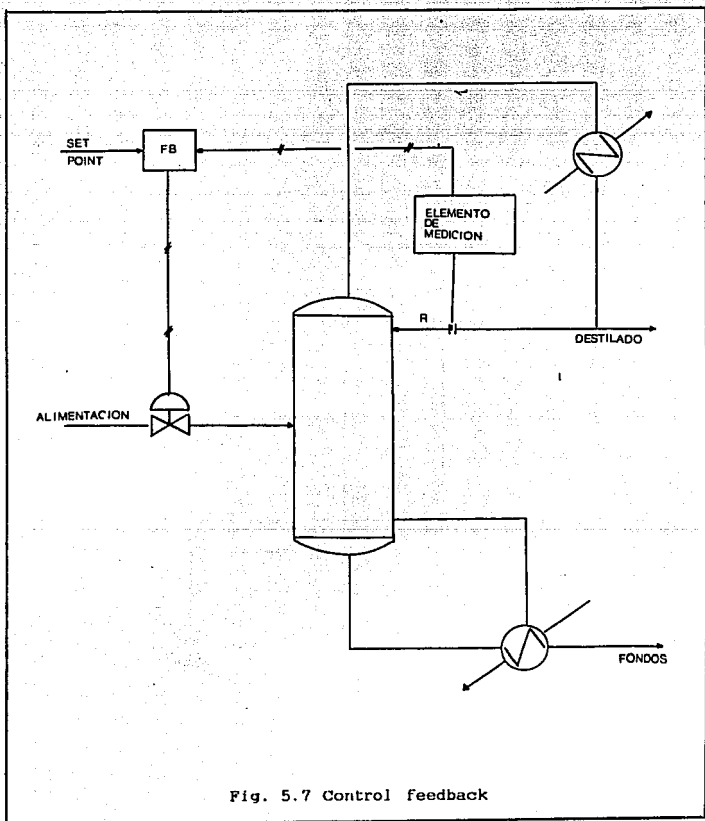 SET
POINT
FB
ELEMENTO
DE
MEDICION
R
DESTILADO
ALIMENTACION
FONDOS
Fig. 5.7 Control feedback